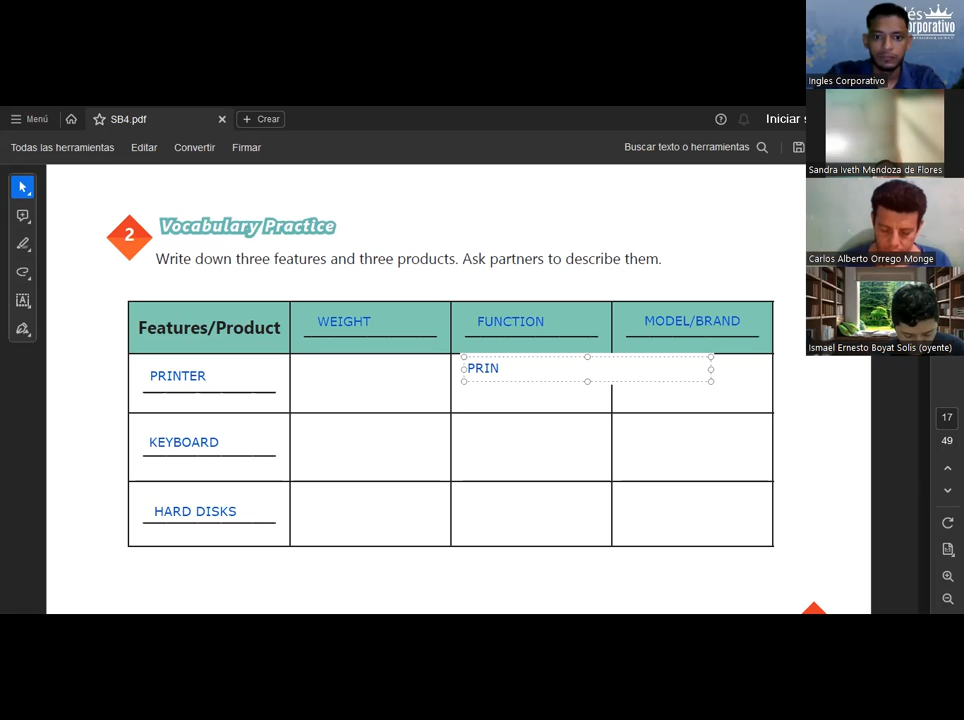 lés
orporativo
Ingles Corporativo
Menú
SB4.pdf
Crear
Iniciar s
Todas las herramientas
Editar
Convertir
Firmar
Buscar texto o herramientas
Sandra Iveth Mendoza de Flores
Carlos Alberto Orrego Monge
Ismael Ernesto Boyat Solis (oyente)
2
Vocabulary Practice
Write down three features and three products. Ask partners to describe them.
Features/Product WEIGHT FUNCTION MODEL/BRAND
PRINTER PRIN
KEYBOARD
HARD DISKS
17
49